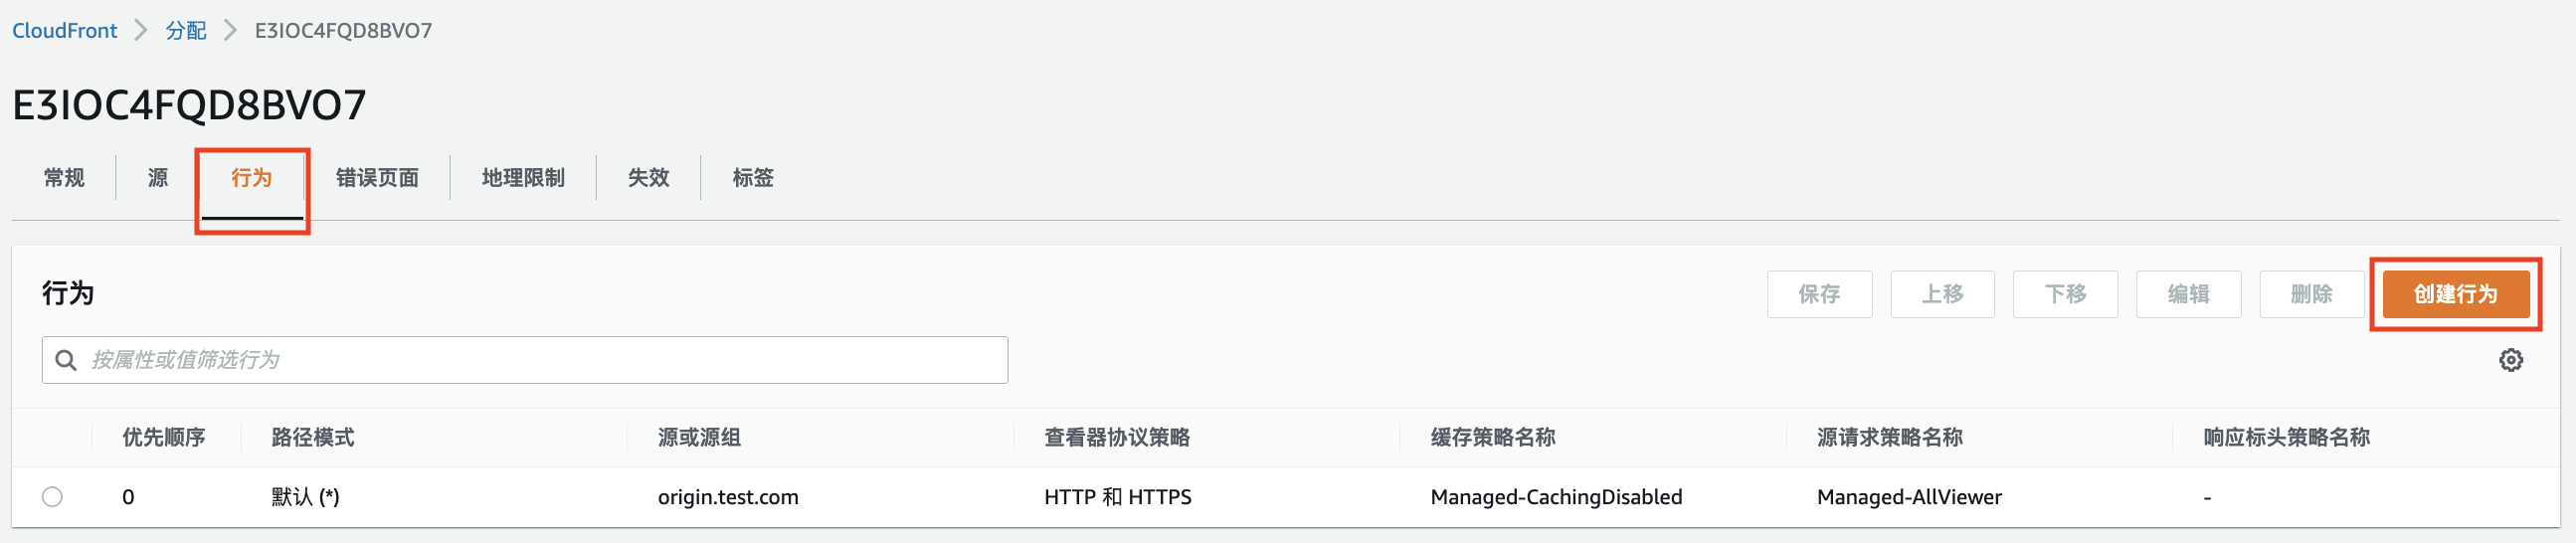 CloudFront > 分配 > E3IOC4FQD8BVO7
E3IOC4FQD8BVO7
常规 源 行为 错误页面 地理限制 失效 标签
行为 保存 上移 下移 编辑 删除 创建行为
按属性或值筛选行为
优先顺序 路径模式 源或源组 查看器协议策略 缓存策略名称 源请求策略名称 响应标头策略名称
0 默认 (*) origin.test.com HTTP 和 HTTPS Managed-CachingDisabled Managed-AllViewer -